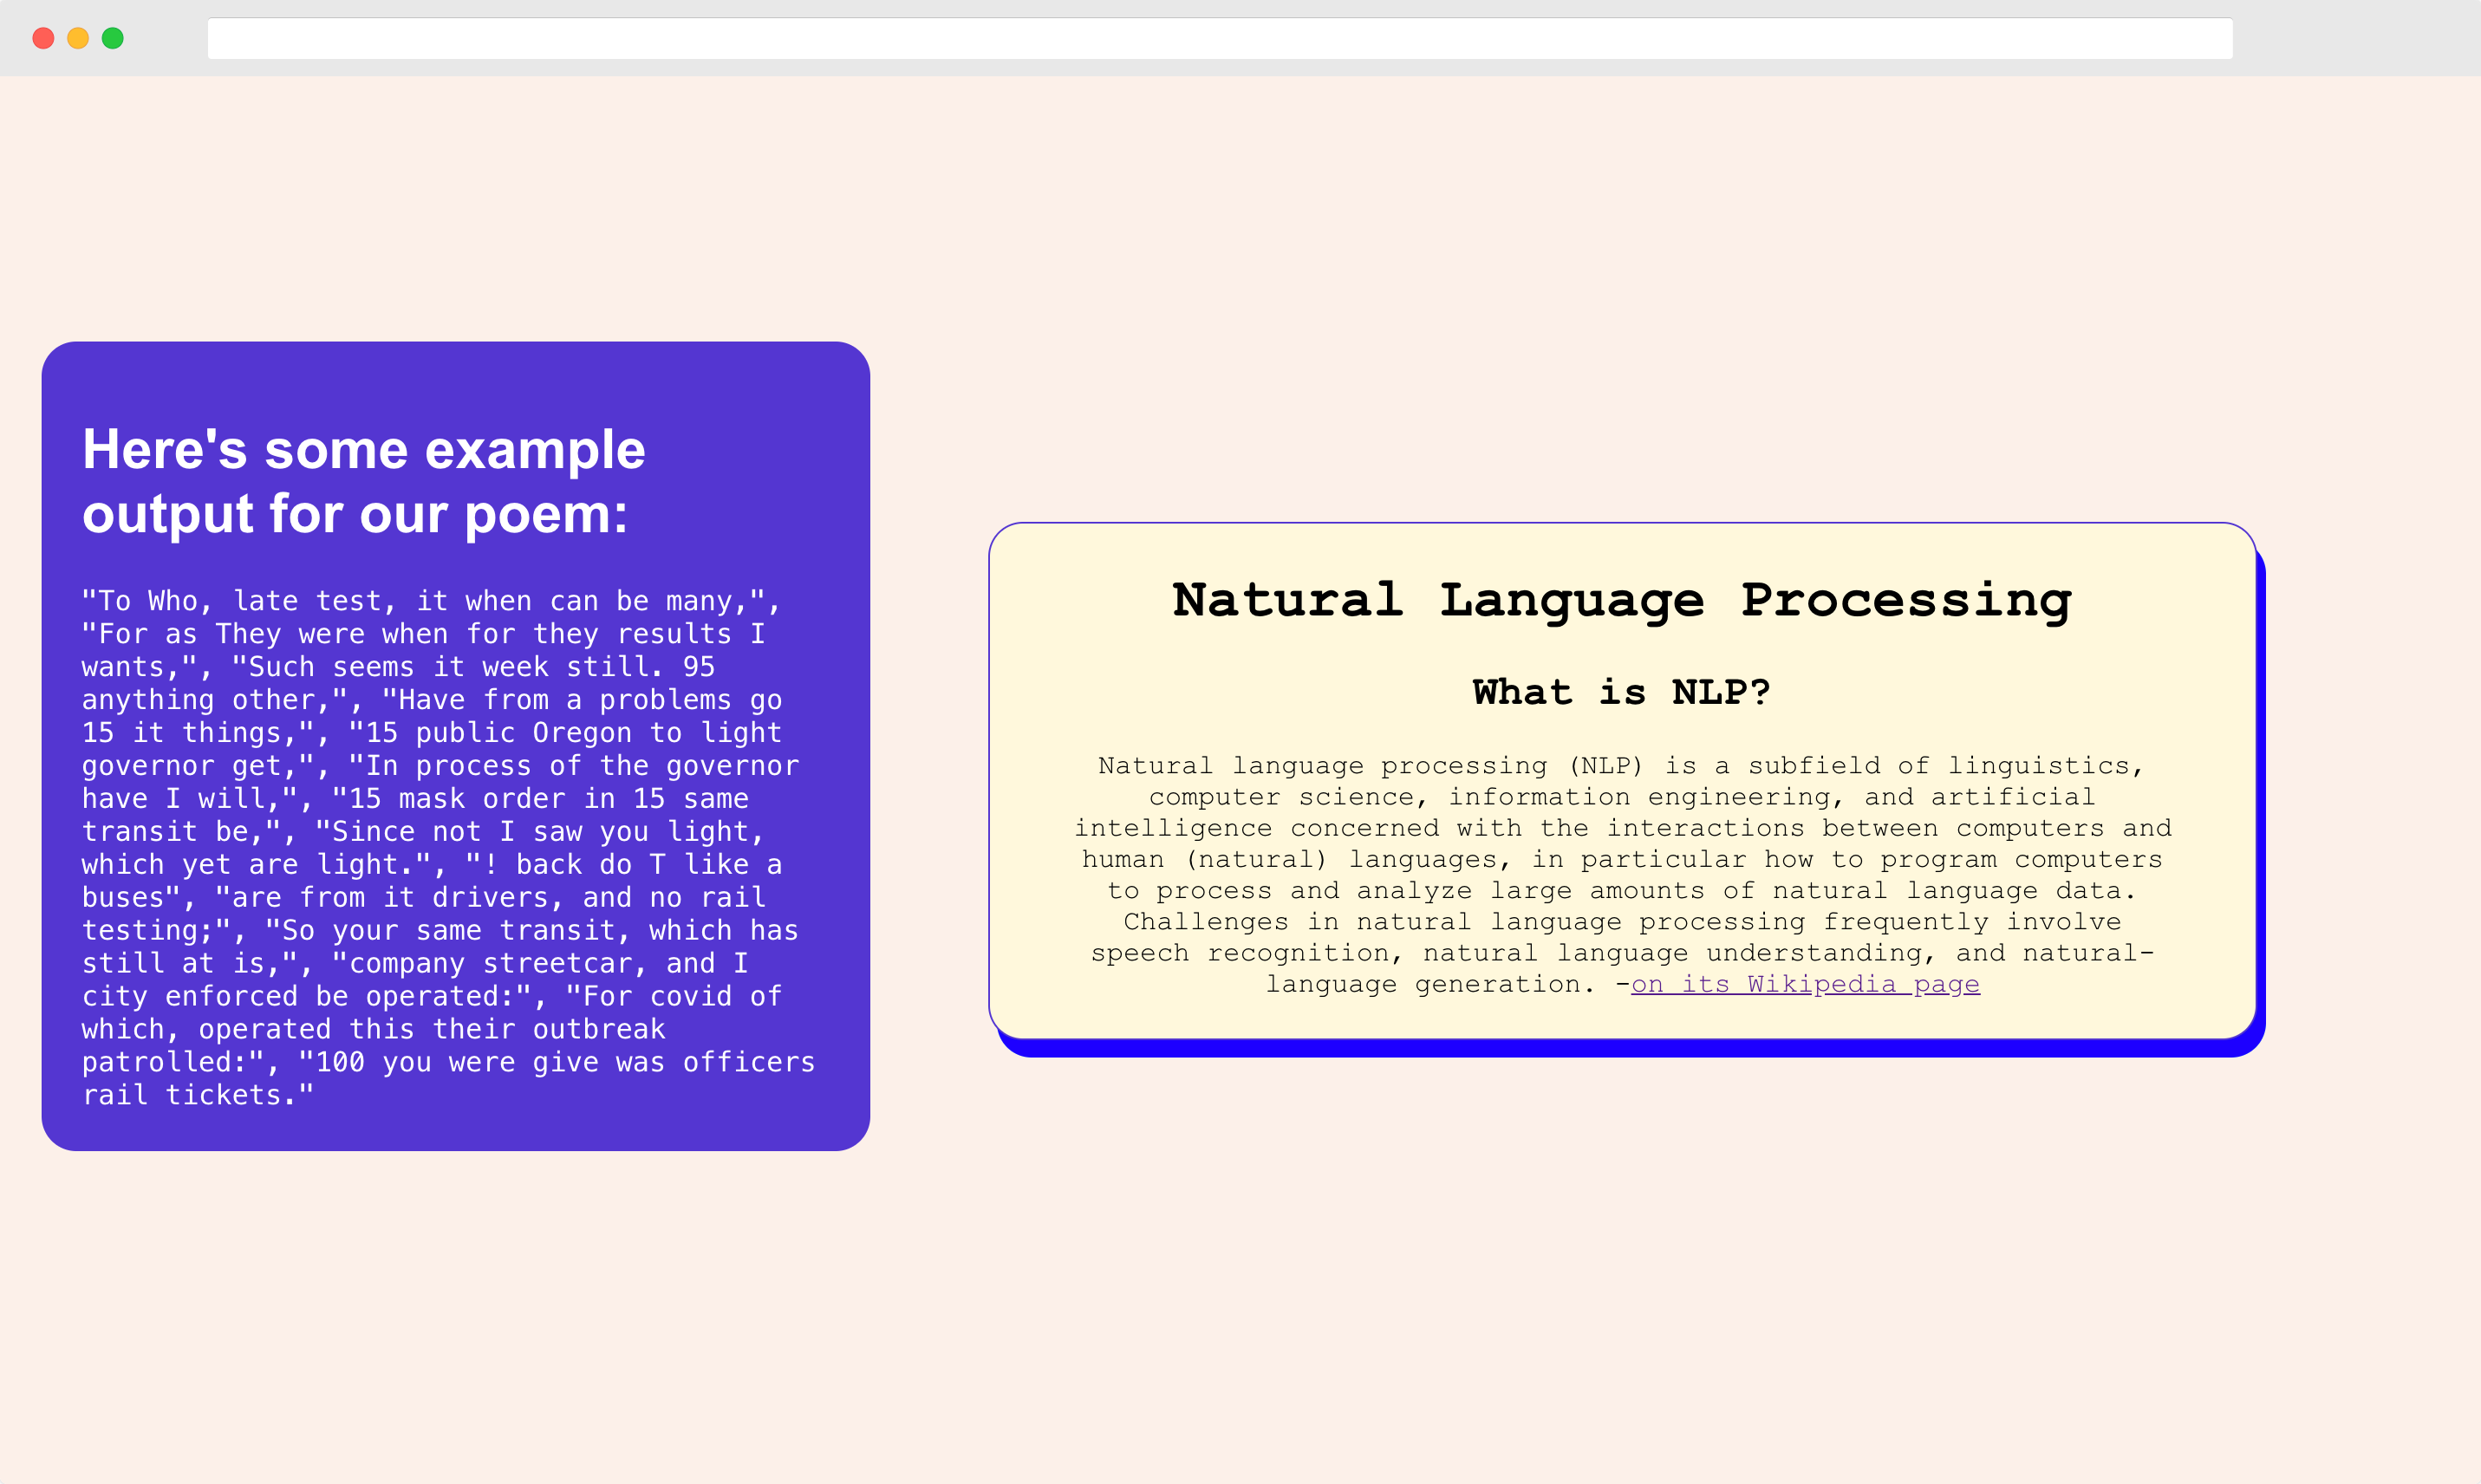 Here's some example
output for our poem:
"To Who, late test, it when can be many,",
"For as They were when for they results I
wants,", "Such seems it week still. 95
anything other,", "Have from a problems go
15 it things,", "15 public Oregon to light
governor get,", "In process of the governor
have I will,", "15 mask order in 15 same
transit be,", "Since not I saw you light,
which yet are light.", "! back do T like a
buses", "are from it drivers, and no rail
testing;", "So your same transit, which has
still at is,", "company streetcar, and I
city enforced be operated:", "For covid of
which, operated this their outbreak
patrolled:", "100 you were give was officers
rail tickets."
Natural Language Processing
What is NLP?
Natural language processing (NLP) is a subfield of linguistics,
computer science, information engineering, and artificial
intelligence concerned with the interactions between computers and
human (natural) languages, in particular how to program computers
to process and analyze large amounts of natural language data.
Challenges in natural language processing frequently involve
speech recognition, natural language understanding, and natural-
language generation. -on its Wikipedia page